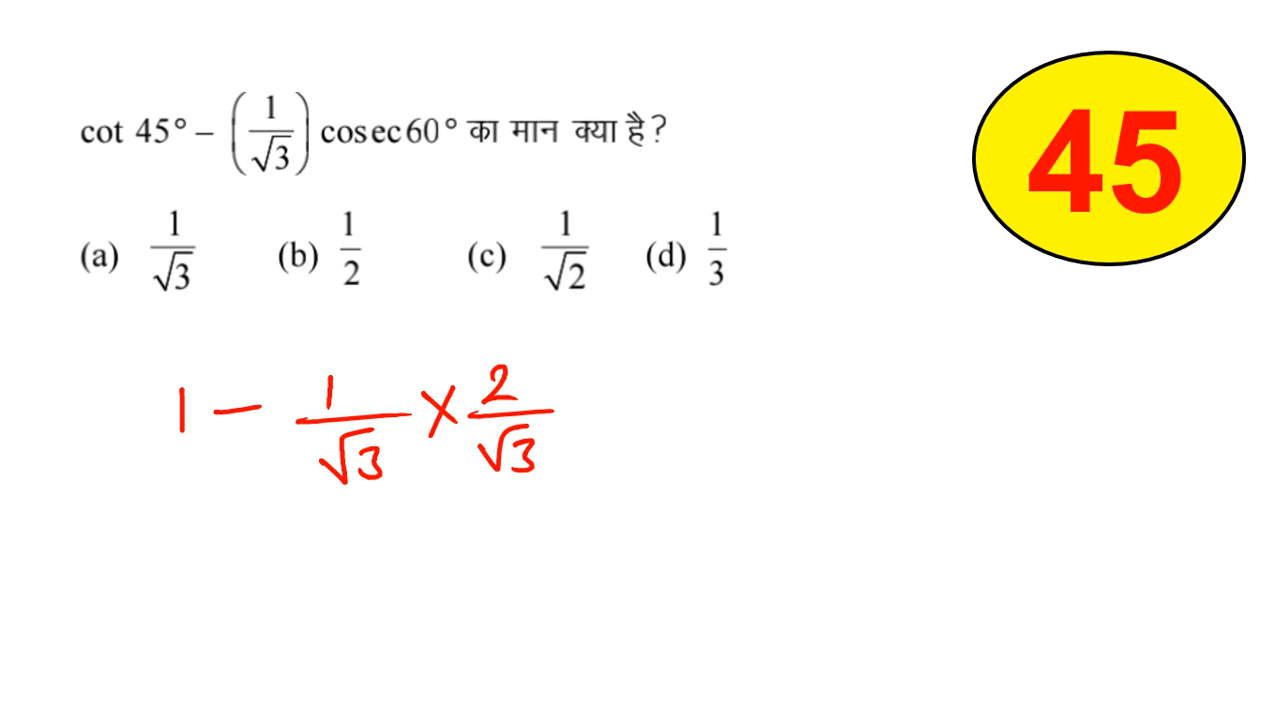 cot 45° – (1/√3) cosec 60° का मान क्या है?
45
(a) 1/√3 (b) 1/2 (c) 1/√2 (d) 1/3
1 – 1/√3 × 2/√3